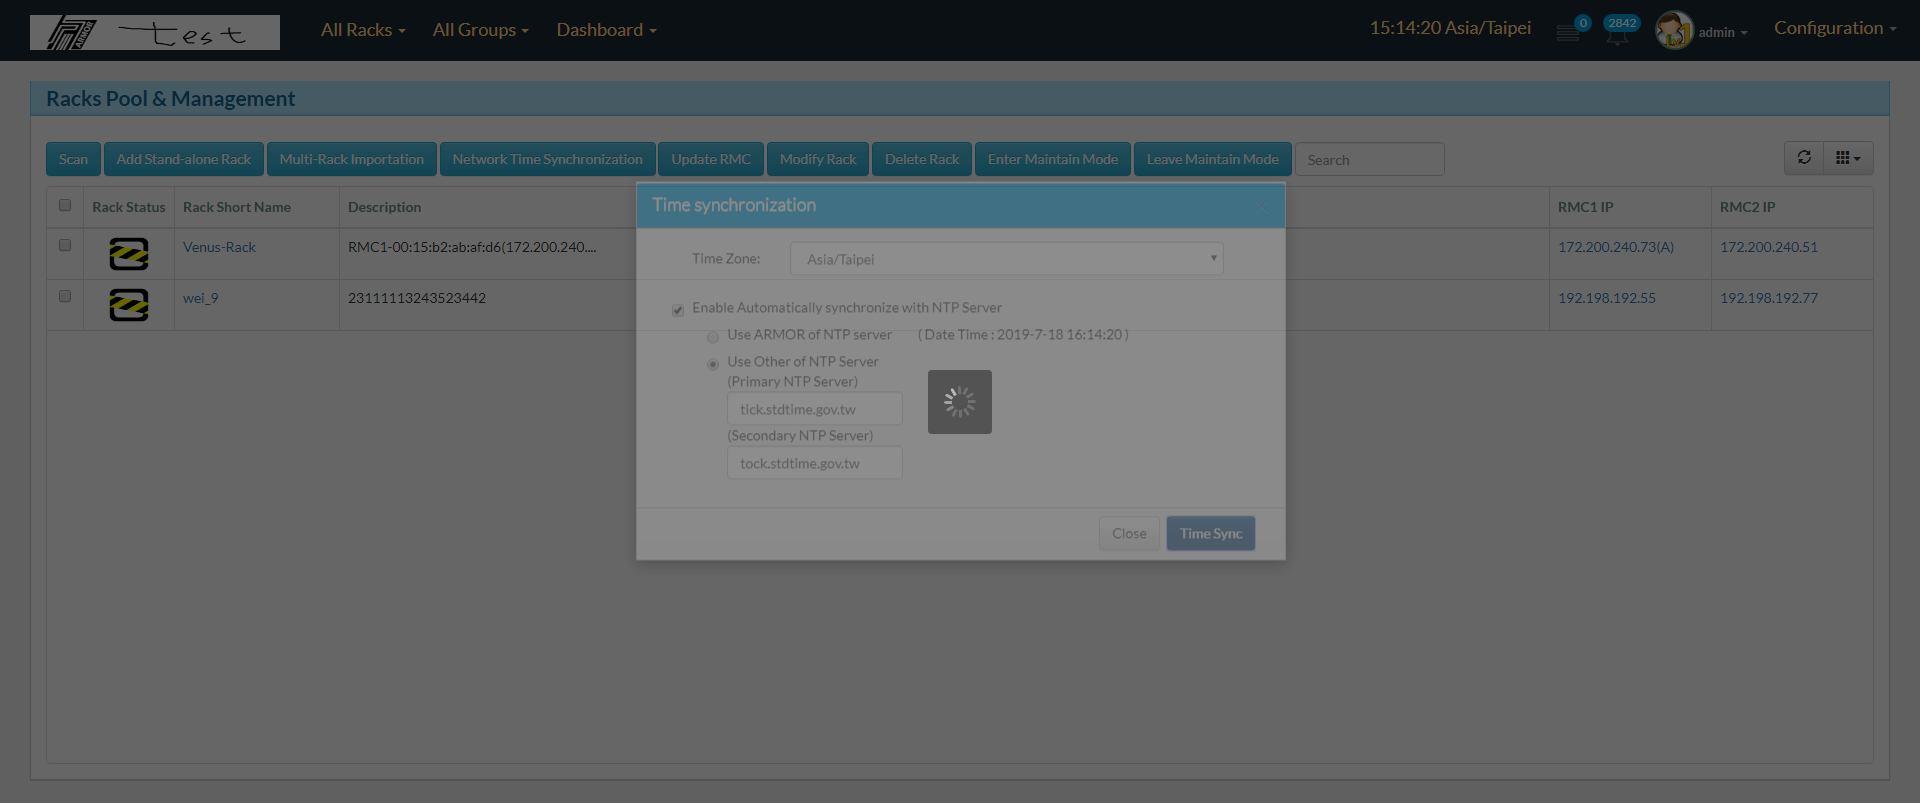 ARMOR test All Racks All Groups Dashboard 15:14:20 Asia/Taipei 0 2842 admin Configuration
Racks Pool & Management
Scan Add Stand-alone Rack Multi-Rack Importation Network Time Synchronization Update RMC Modify Rack Delete Rack Enter Maintain Mode Leave Maintain Mode Search
Rack Status Rack Short Name Description RMC1 IP RMC2 IP
Venus-Rack RMC1-00:15:b2:ab:af:d6(172.200.240.... 172.200.240.73(A) 172.200.240.51
wei_9 23111113243523442 192.198.192.55 192.198.192.77
Time synchronization
Time Zone: Asia/Taipei
Enable Automatically synchronize with NTP Server
Use ARMOR of NTP server ( Date Time : 2019-7-18 16:14:20 )
Use Other of NTP Server
(Primary NTP Server)
tick.stdtime.gov.tw
(Secondary NTP Server)
tock.stdtime.gov.tw
Close Time Sync